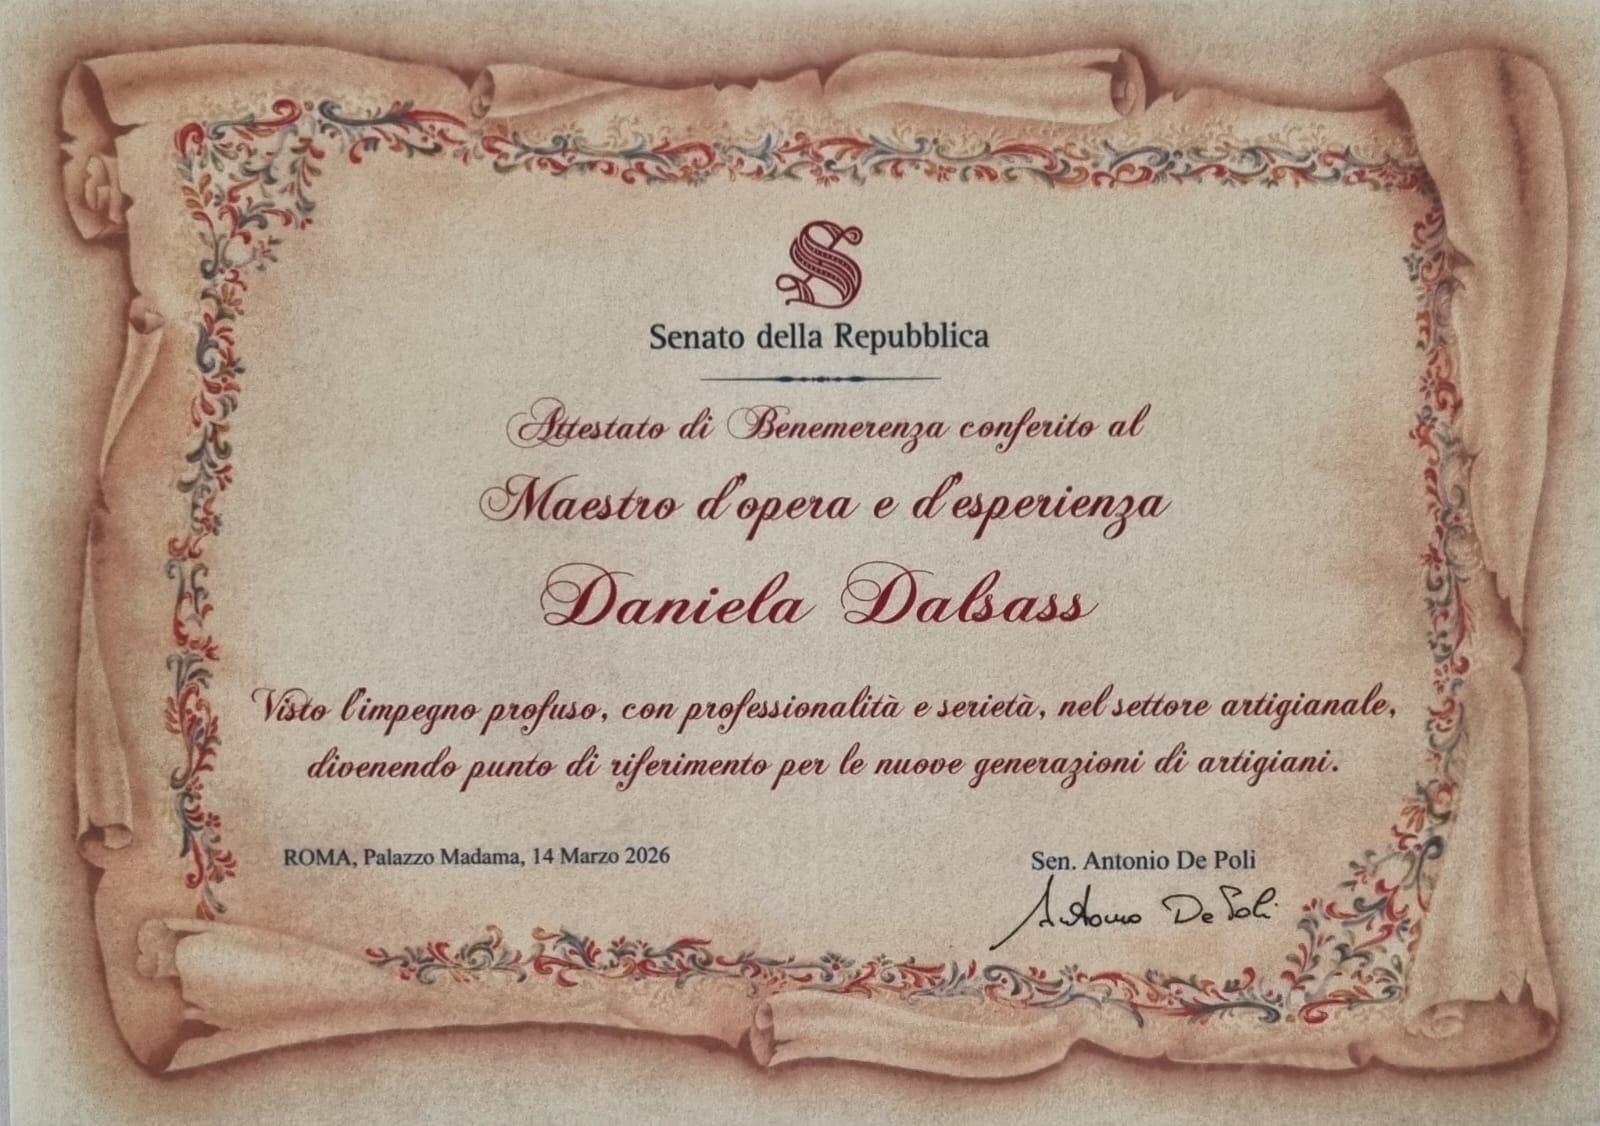 S
Senato della Repubblica
Attestato di Benemerenza conferito al
Maestro d'opera e d'esperienza
Daniela Dalsass
Visto l'impegno profuso, con professionalità e serietà, nel settore artigianale,
divenendo punto di riferimento per le nuove generazioni di artigiani.
ROMA, Palazzo Madama, 14 Marzo 2026
Sen. Antonio De Poli
Antonio De Poli